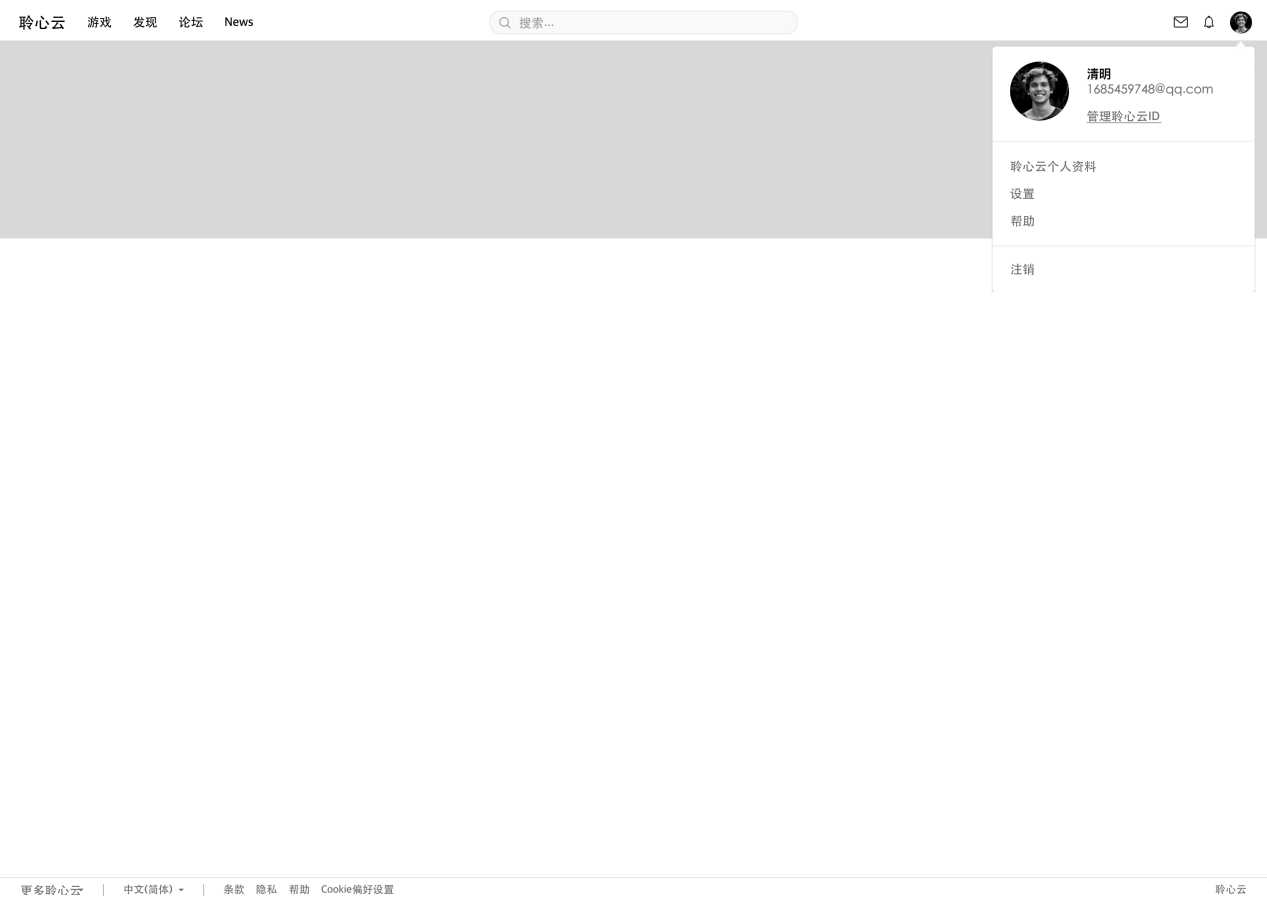 聆心云 游戏 发现 论坛 News 搜索...
清明
1685459748@qq.com
管理聆心云ID
聆心云个人资料
设置
帮助
注销
更多聆心云 中文(简体) 条款 隐私 帮助 Cookie偏好设置 聆心云